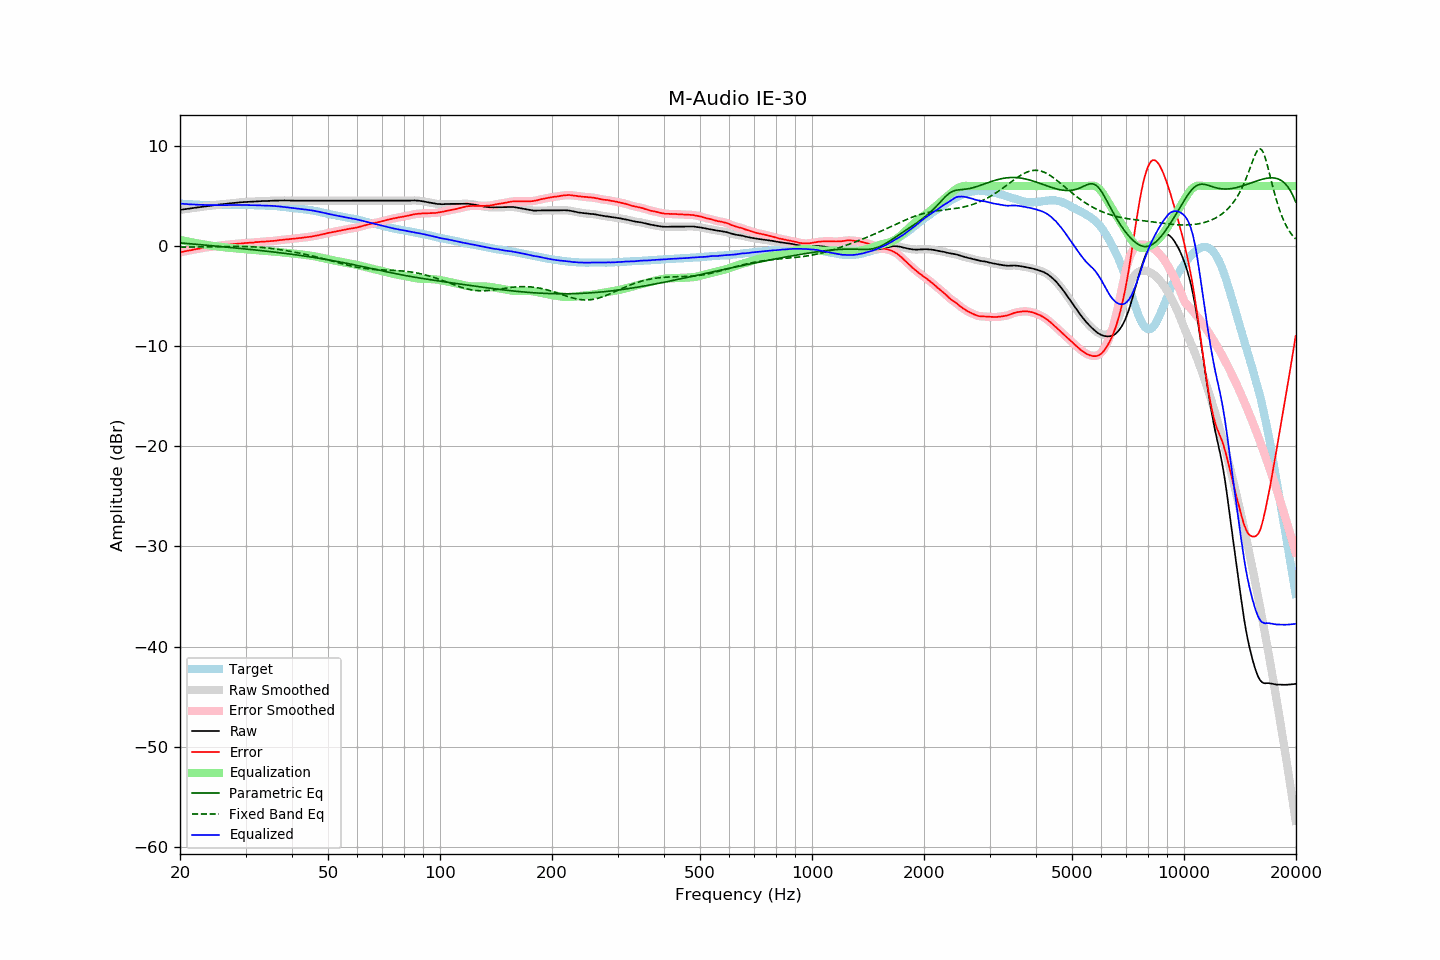 M-Audio IE-30
Amplitude (dBr)
10
0
−10
−20
−30
−40
−50
−60
Target
Raw Smoothed
Error Smoothed
Raw
Error
Equalization
Parametric Eq
Fixed Band Eq
Equalized
20 50 100 200 500 1000 2000 5000 10000 20000
Frequency (Hz)